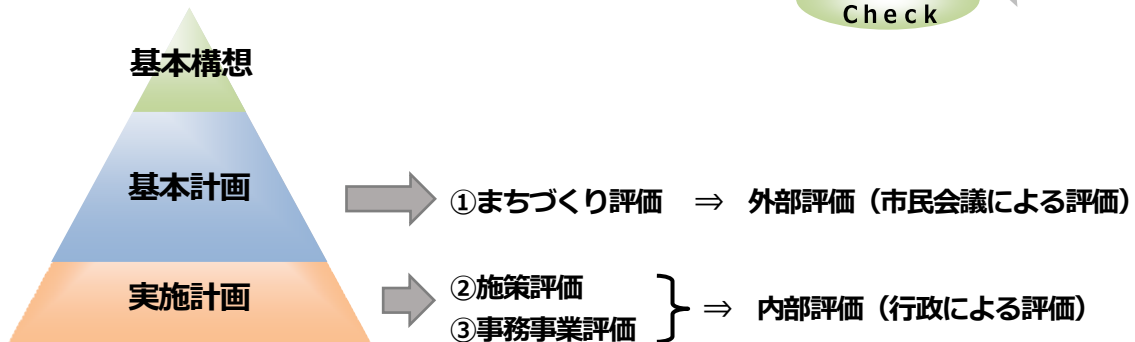 Check
基本構想
基本計画
①まちづくり評価 ⇒ 外部評価（市民会議による評価）
実施計画
②施策評価
③事務事業評価
⇒ 内部評価（行政による評価）